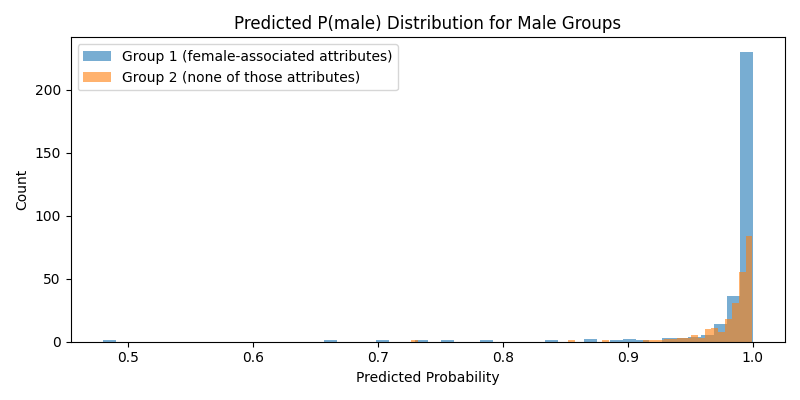 Predicted P(male) Distribution for Male Groups
Group 1 (female-associated attributes)
Group 2 (none of those attributes)
200
150
100
50
0
Count
0.5 0.6 0.7 0.8 0.9 1.0
Predicted Probability